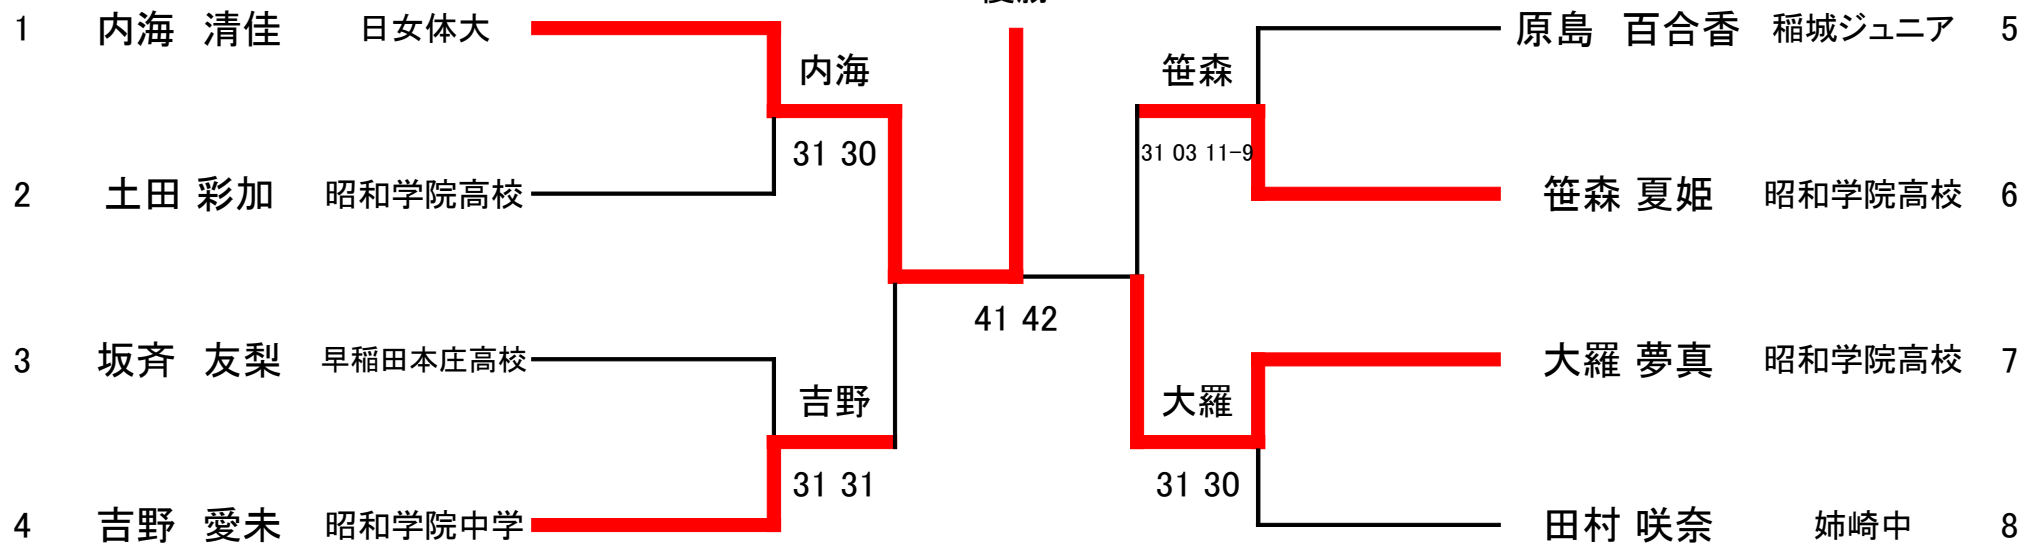 1 内海 清佳 日女体大
原島 百合香 稲城ジュニア 5
内海
笹森
31 30
31 03 11-9
2 土田 彩加 昭和学院高校
笹森 夏姫 昭和学院高校 6
41 42
3 坂斉 友梨 早稲田本庄高校
大羅 夢真 昭和学院高校 7
吉野
大羅
31 31
31 30
4 吉野 愛未 昭和学院中学
田村 咲奈 姉崎中 8